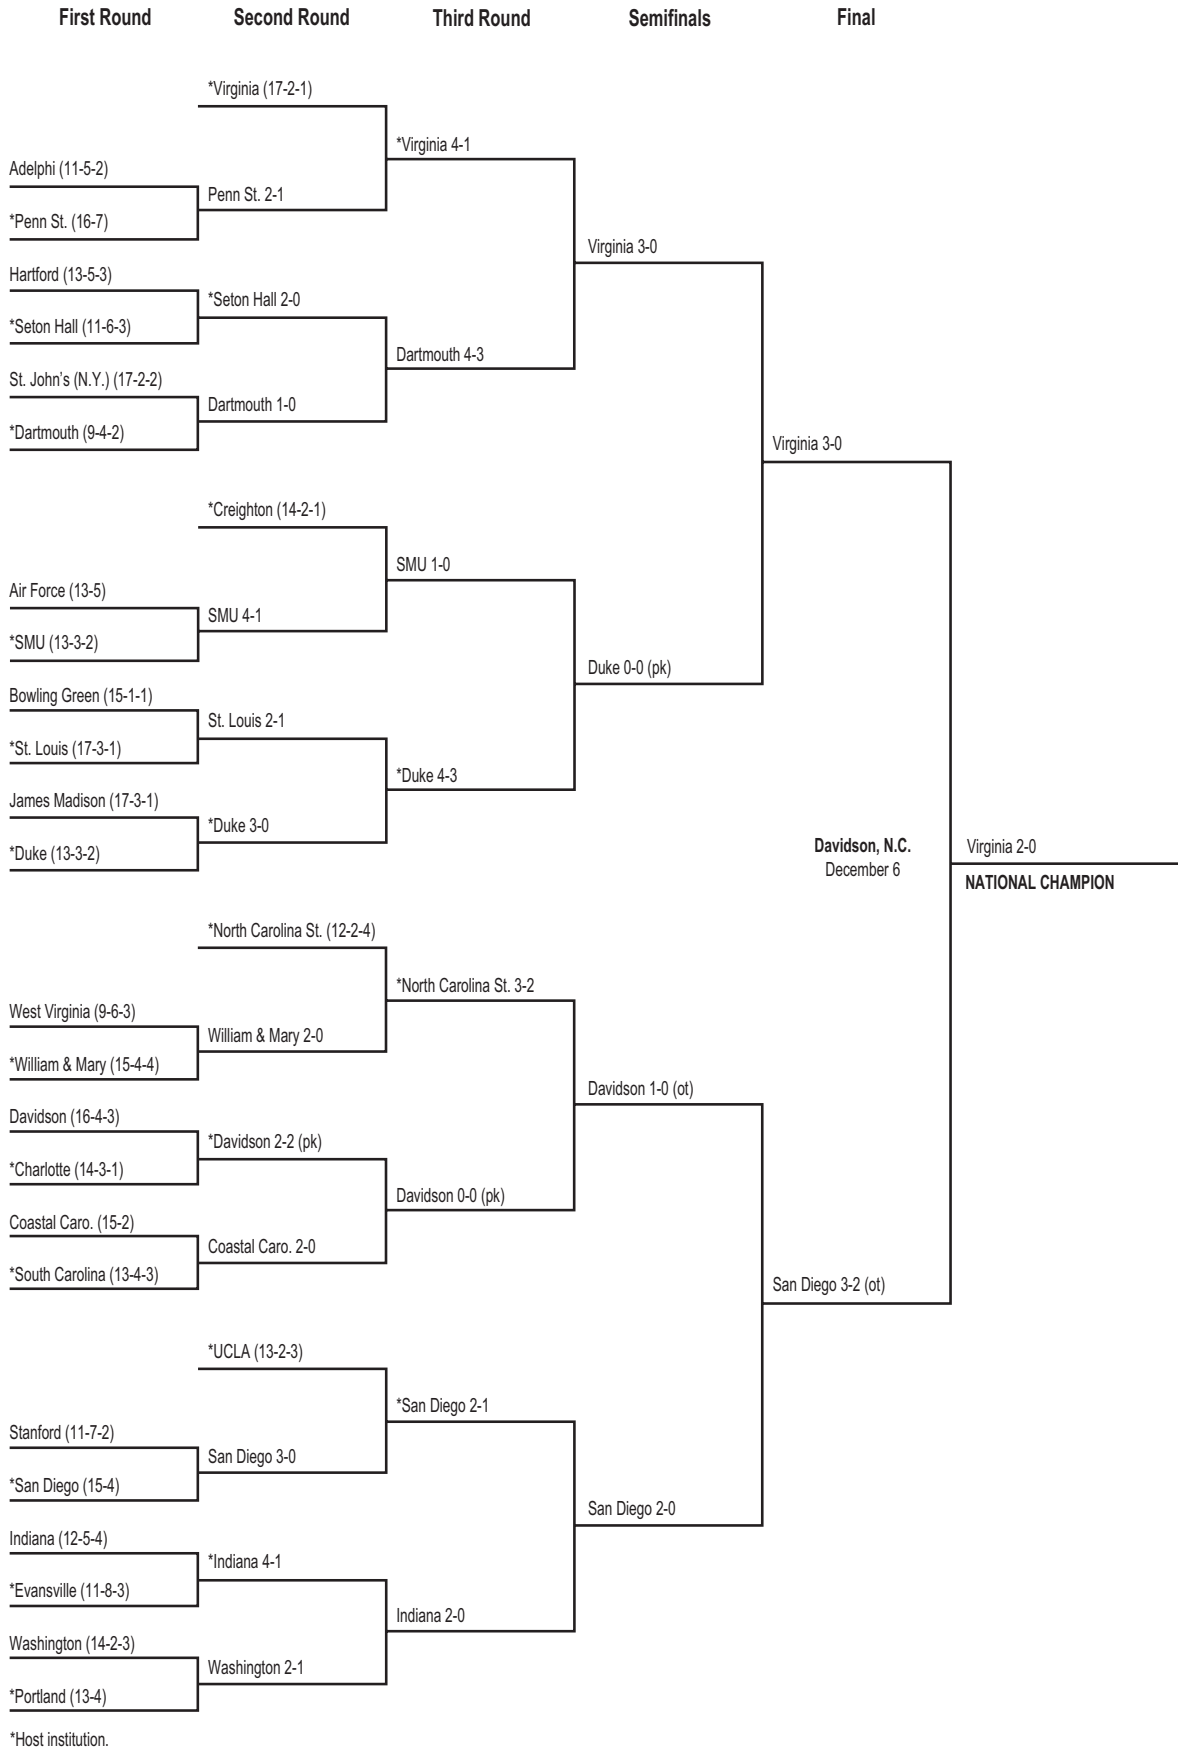 First Round
Second Round
Third Round
Semifinals
Final
*Virginia (17-2-1)
*Virginia 4-1
Adelphi (11-5-2)
Penn St. 2-1
*Penn St. (16-7)
Virginia 3-0
Hartford (13-5-3)
*Seton Hall 2-0
*Seton Hall (11-6-3)
Dartmouth 4-3
St. John's (N.Y.) (17-2-2)
Dartmouth 1-0
*Dartmouth (9-4-2)
Virginia 3-0
*Creighton (14-2-1)
SMU 1-0
Air Force (13-5)
SMU 4-1
*SMU (13-3-2)
Duke 0-0 (pk)
Bowling Green (15-1-1)
St. Louis 2-1
*St. Louis (17-3-1)
*Duke 4-3
James Madison (17-3-1)
*Duke 3-0
*Duke (13-3-2)
Davidson, N.C.
December 6
Virginia 2-0
NATIONAL CHAMPION
*North Carolina St. (12-2-4)
*North Carolina St. 3-2
West Virginia (9-6-3)
William & Mary 2-0
*William & Mary (15-4-4)
Davidson 1-0 (ot)
Davidson (16-4-3)
*Davidson 2-2 (pk)
*Charlotte (14-3-1)
Davidson 0-0 (pk)
Coastal Caro. (15-2)
Coastal Caro. 2-0
*South Carolina (13-4-3)
San Diego 3-2 (ot)
*UCLA (13-2-3)
*San Diego 2-1
Stanford (11-7-2)
San Diego 3-0
*San Diego (15-4)
San Diego 2-0
Indiana (12-5-4)
*Indiana 4-1
*Evansville (11-8-3)
Indiana 2-0
Washington (14-2-3)
Washington 2-1
*Portland (13-4)
*Host institution.